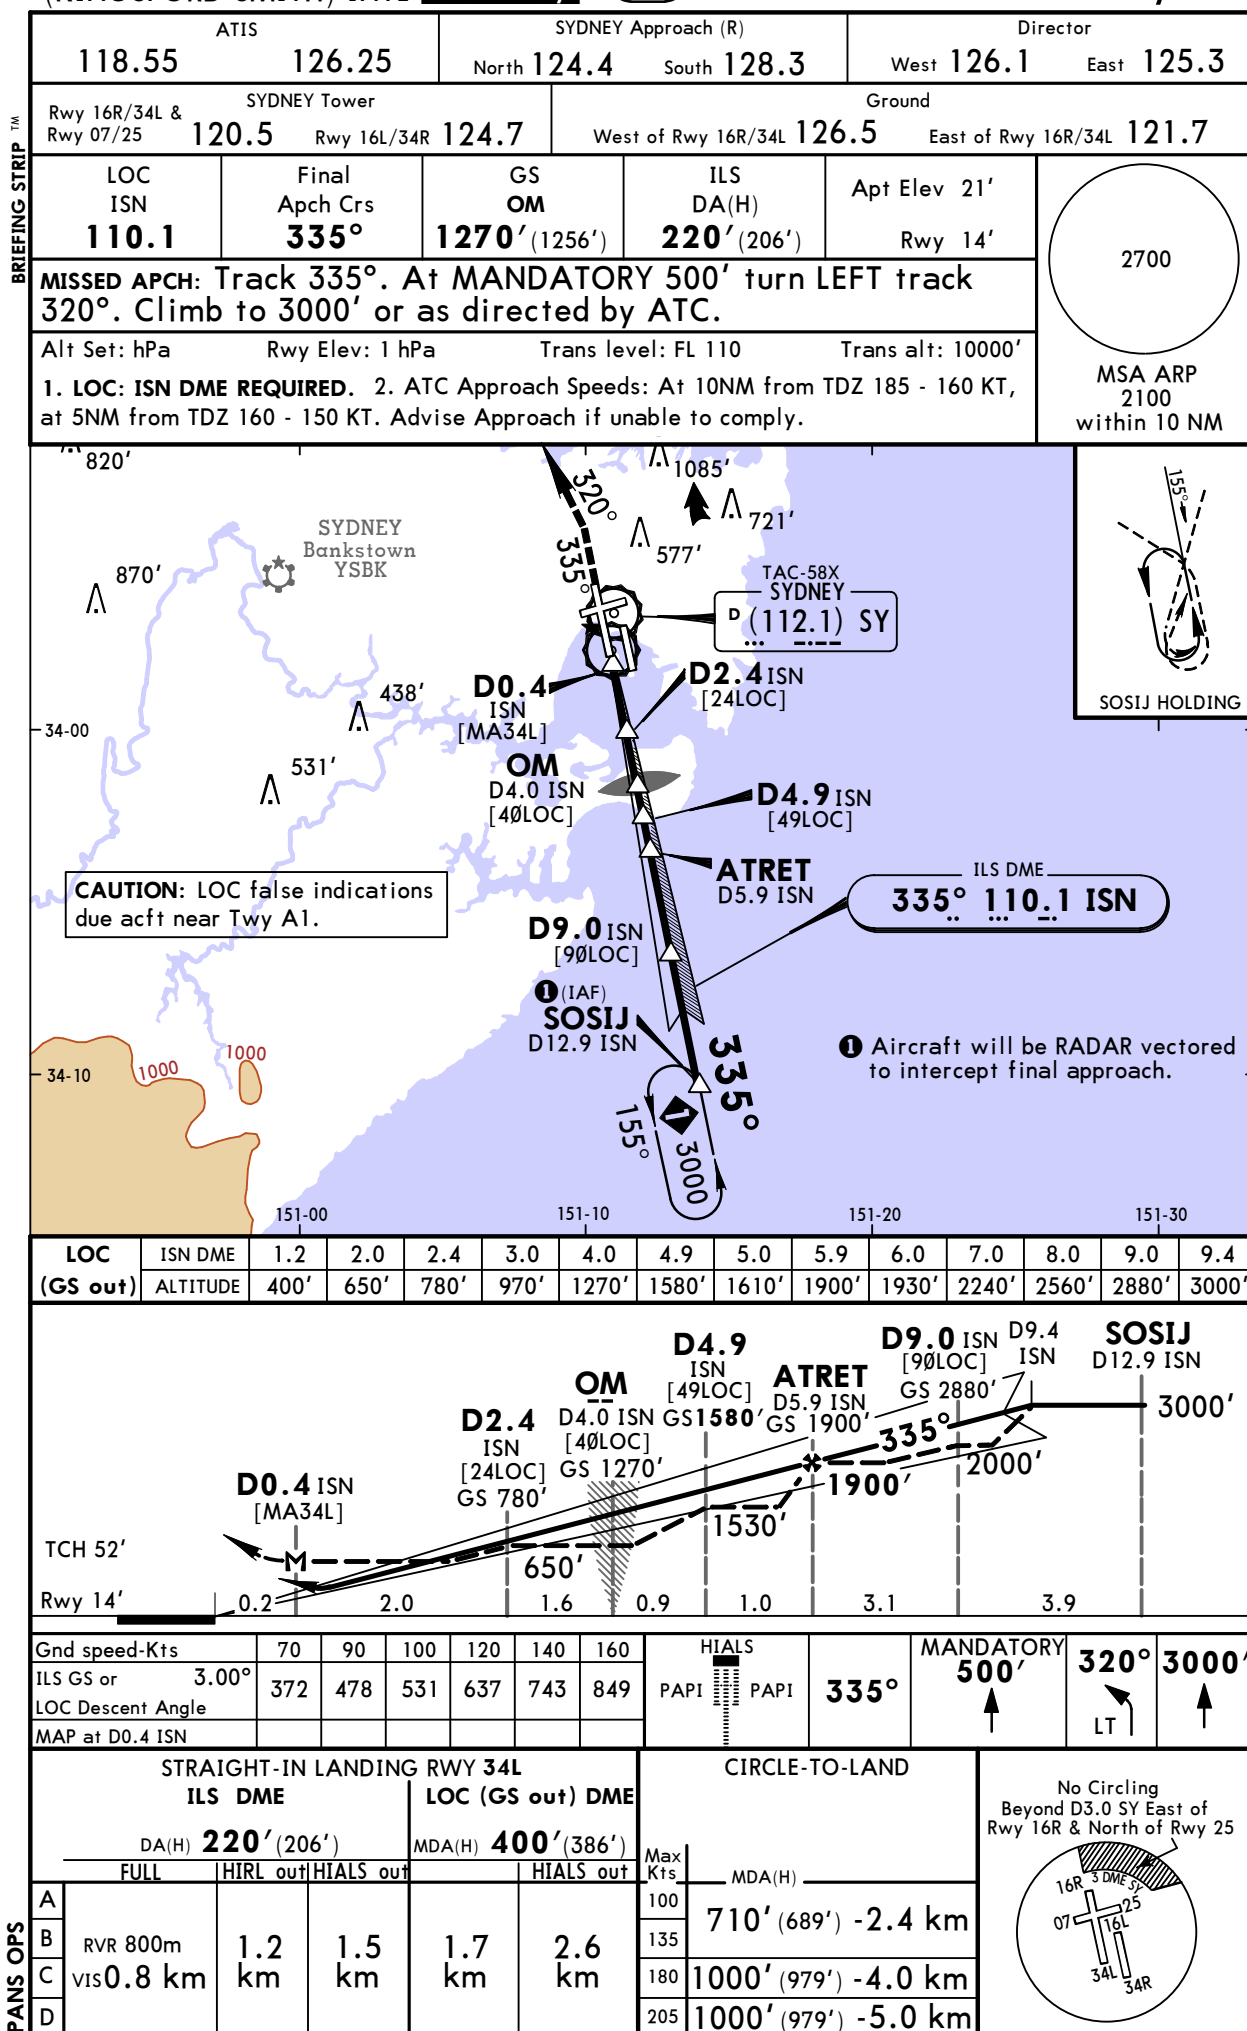 ATIS
118.55 126.25
SYDNEY Approach (R)
North 124.4 South 128.3
Director
West 126.1 East 125.3
BRIEFING STRIP TM
Rwy 16R/34L &
Rwy 07/25
SYDNEY Tower
120.5 Rwy 16L/34R 124.7
Ground
West of Rwy 16R/34L 126.5 East of Rwy 16R/34L 121.7
LOC
ISN
110.1
Final
Apch Crs
335°
GS
OM
1270' (1256')
ILS
DA(H)
220' (206')
Apt Elev 21'
Rwy 14'
2700
MSA ARP
2100
within 10 NM
MISSED APCH: Track 335°. At MANDATORY 500' turn LEFT track
320°. Climb to 3000' or as directed by ATC.
Alt Set: hPa Rwy Elev: 1 hPa Trans level: FL 110 Trans alt: 10000'
1. LOC: ISN DME REQUIRED. 2. ATC Approach Speeds: At 10NM from TDZ 185 - 160 KT,
at 5NM from TDZ 160 - 150 KT. Advise Approach if unable to comply.
820'
1085'
721'
577'
870'
438'
531'
320°
335°
SYDNEY
Bankstown
YSBK
TAC-58X
SYDNEY
D (112.1) SY
155°
SOSIJ HOLDING
D0.4
ISN
[MA34L]
D2.4 ISN
[24LOC]
34-00
OM
D4.0 ISN
[4ØLOC]
D4.9 ISN
[49LOC]
ATRET
D5.9 ISN
CAUTION: LOC false indications
due acft near Twy A1.
ILS DME
335° 110.1 ISN
D9.0 ISN
[9ØLOC]
1 (IAF)
SOSIJ
D12.9 ISN
335°
1 Aircraft will be RADAR vectored
to intercept final approach.
1000
1000
34-10
155°
1
3000
151-00 151-10 151-20 151-30
LOC ISN DME 1.2 2.0 2.4 3.0 4.0 4.9 5.0 5.9 6.0 7.0 8.0 9.0 9.4
(GS out) ALTITUDE 400' 650' 780' 970' 1270' 1580' 1610' 1900' 1930' 2240' 2560' 2880' 3000'
D0.4 ISN
[MA34L]
D2.4
ISN
[24LOC]
GS 780'
OM
D4.0 ISN
[4ØLOC]
GS 1270'
D4.9
ISN
[49LOC]
GS 1580'
ATRET
D5.9 ISN
GS 1900'
D9.0 ISN
[9ØLOC]
GS 2880'
D9.4
ISN
SOSIJ
D12.9 ISN
3000'
335°
2000'
1900'
1530'
650'
M
TCH 52'
Rwy 14'
0.2 2.0 1.6 0.9 1.0 3.1 3.9
Gnd speed-Kts 70 90 100 120 140 160
ILS GS or 3.00°
LOC Descent Angle
372 478 531 637 743 849
MAP at D0.4 ISN
HIALS
PAPI PAPI
335°
MANDATORY
500'
320°
LT
3000'
STRAIGHT-IN LANDING RWY 34L
ILS DME
LOC (GS out) DME
DA(H) 220' (206')
MDA(H) 400' (386')
FULL HIRL out HIALS out HIALS out
A
B
C
D
RVR 800m
VIS 0.8 km
1.2
km
1.5
km
1.7
km
2.6
km
PANS OPS
CIRCLE-TO-LAND
Max
Kts MDA(H)
100
135
710' (689') -2.4 km
180 1000' (979') -4.0 km
205 1000' (979') -5.0 km
No Circling
Beyond D3.0 SY East of
Rwy 16R & North of Rwy 25
3 DME SY
16R
07
25
16L
34L
34R